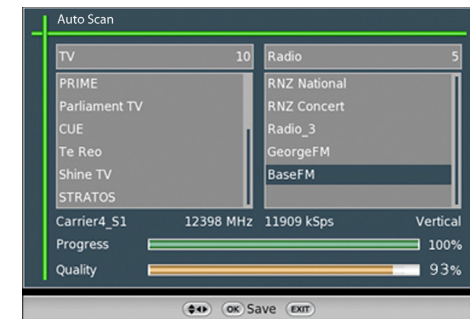 Auto Scan
TV 10
PRIME
Parliament TV
CUE
Te Reo
Shine TV
STRATOS
Radio 5
RNZ National
RNZ Concert
Radio_3
GeorgeFM
BaseFM
Carrier4_S1 12398 MHz 11909 kSps Vertical
Progress 100%
Quality 93%
OK Save EXIT